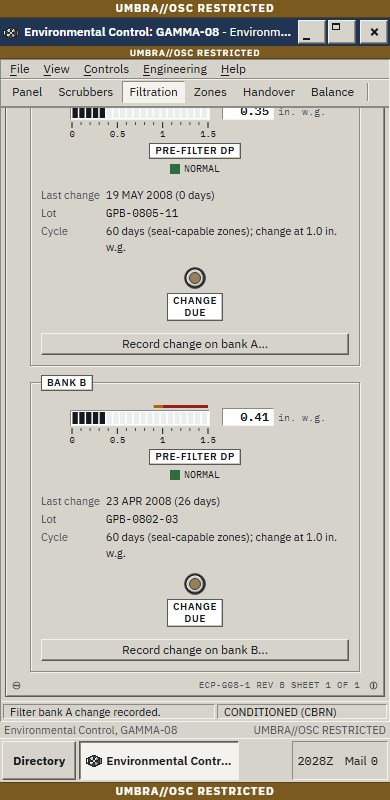 UMBRA//OSC RESTRICTED
Environmental Control: GAMMA-08 - Environm...
UMBRA//OSC RESTRICTED
File View Controls Engineering Help
Panel Scrubbers Filtration Zones Handover Balance
0.35 in. w.g.
0 0.5 1 1.5
PRE-FILTER DP
NORMAL
Last change 19 MAY 2008 (0 days)
Lot GPB-0805-11
Cycle 60 days (seal-capable zones); change at 1.0 in.
w.g.
CHANGE
DUE
Record change on bank A...
BANK B
0.41 in. w.g.
0 0.5 1 1.5
PRE-FILTER DP
NORMAL
Last change 23 APR 2008 (26 days)
Lot GPB-0802-03
Cycle 60 days (seal-capable zones); change at 1.0 in.
w.g.
CHANGE
DUE
Record change on bank B...
ECP-G08-1 REV B SHEET 1 OF 1
Filter bank A change recorded. CONDITIONED (CBRN)
Environmental Control, GAMMA-08 UMBRA//OSC RESTRICTED
Directory Environmental Contr... 2028Z Mail 0
UMBRA//OSC RESTRICTED